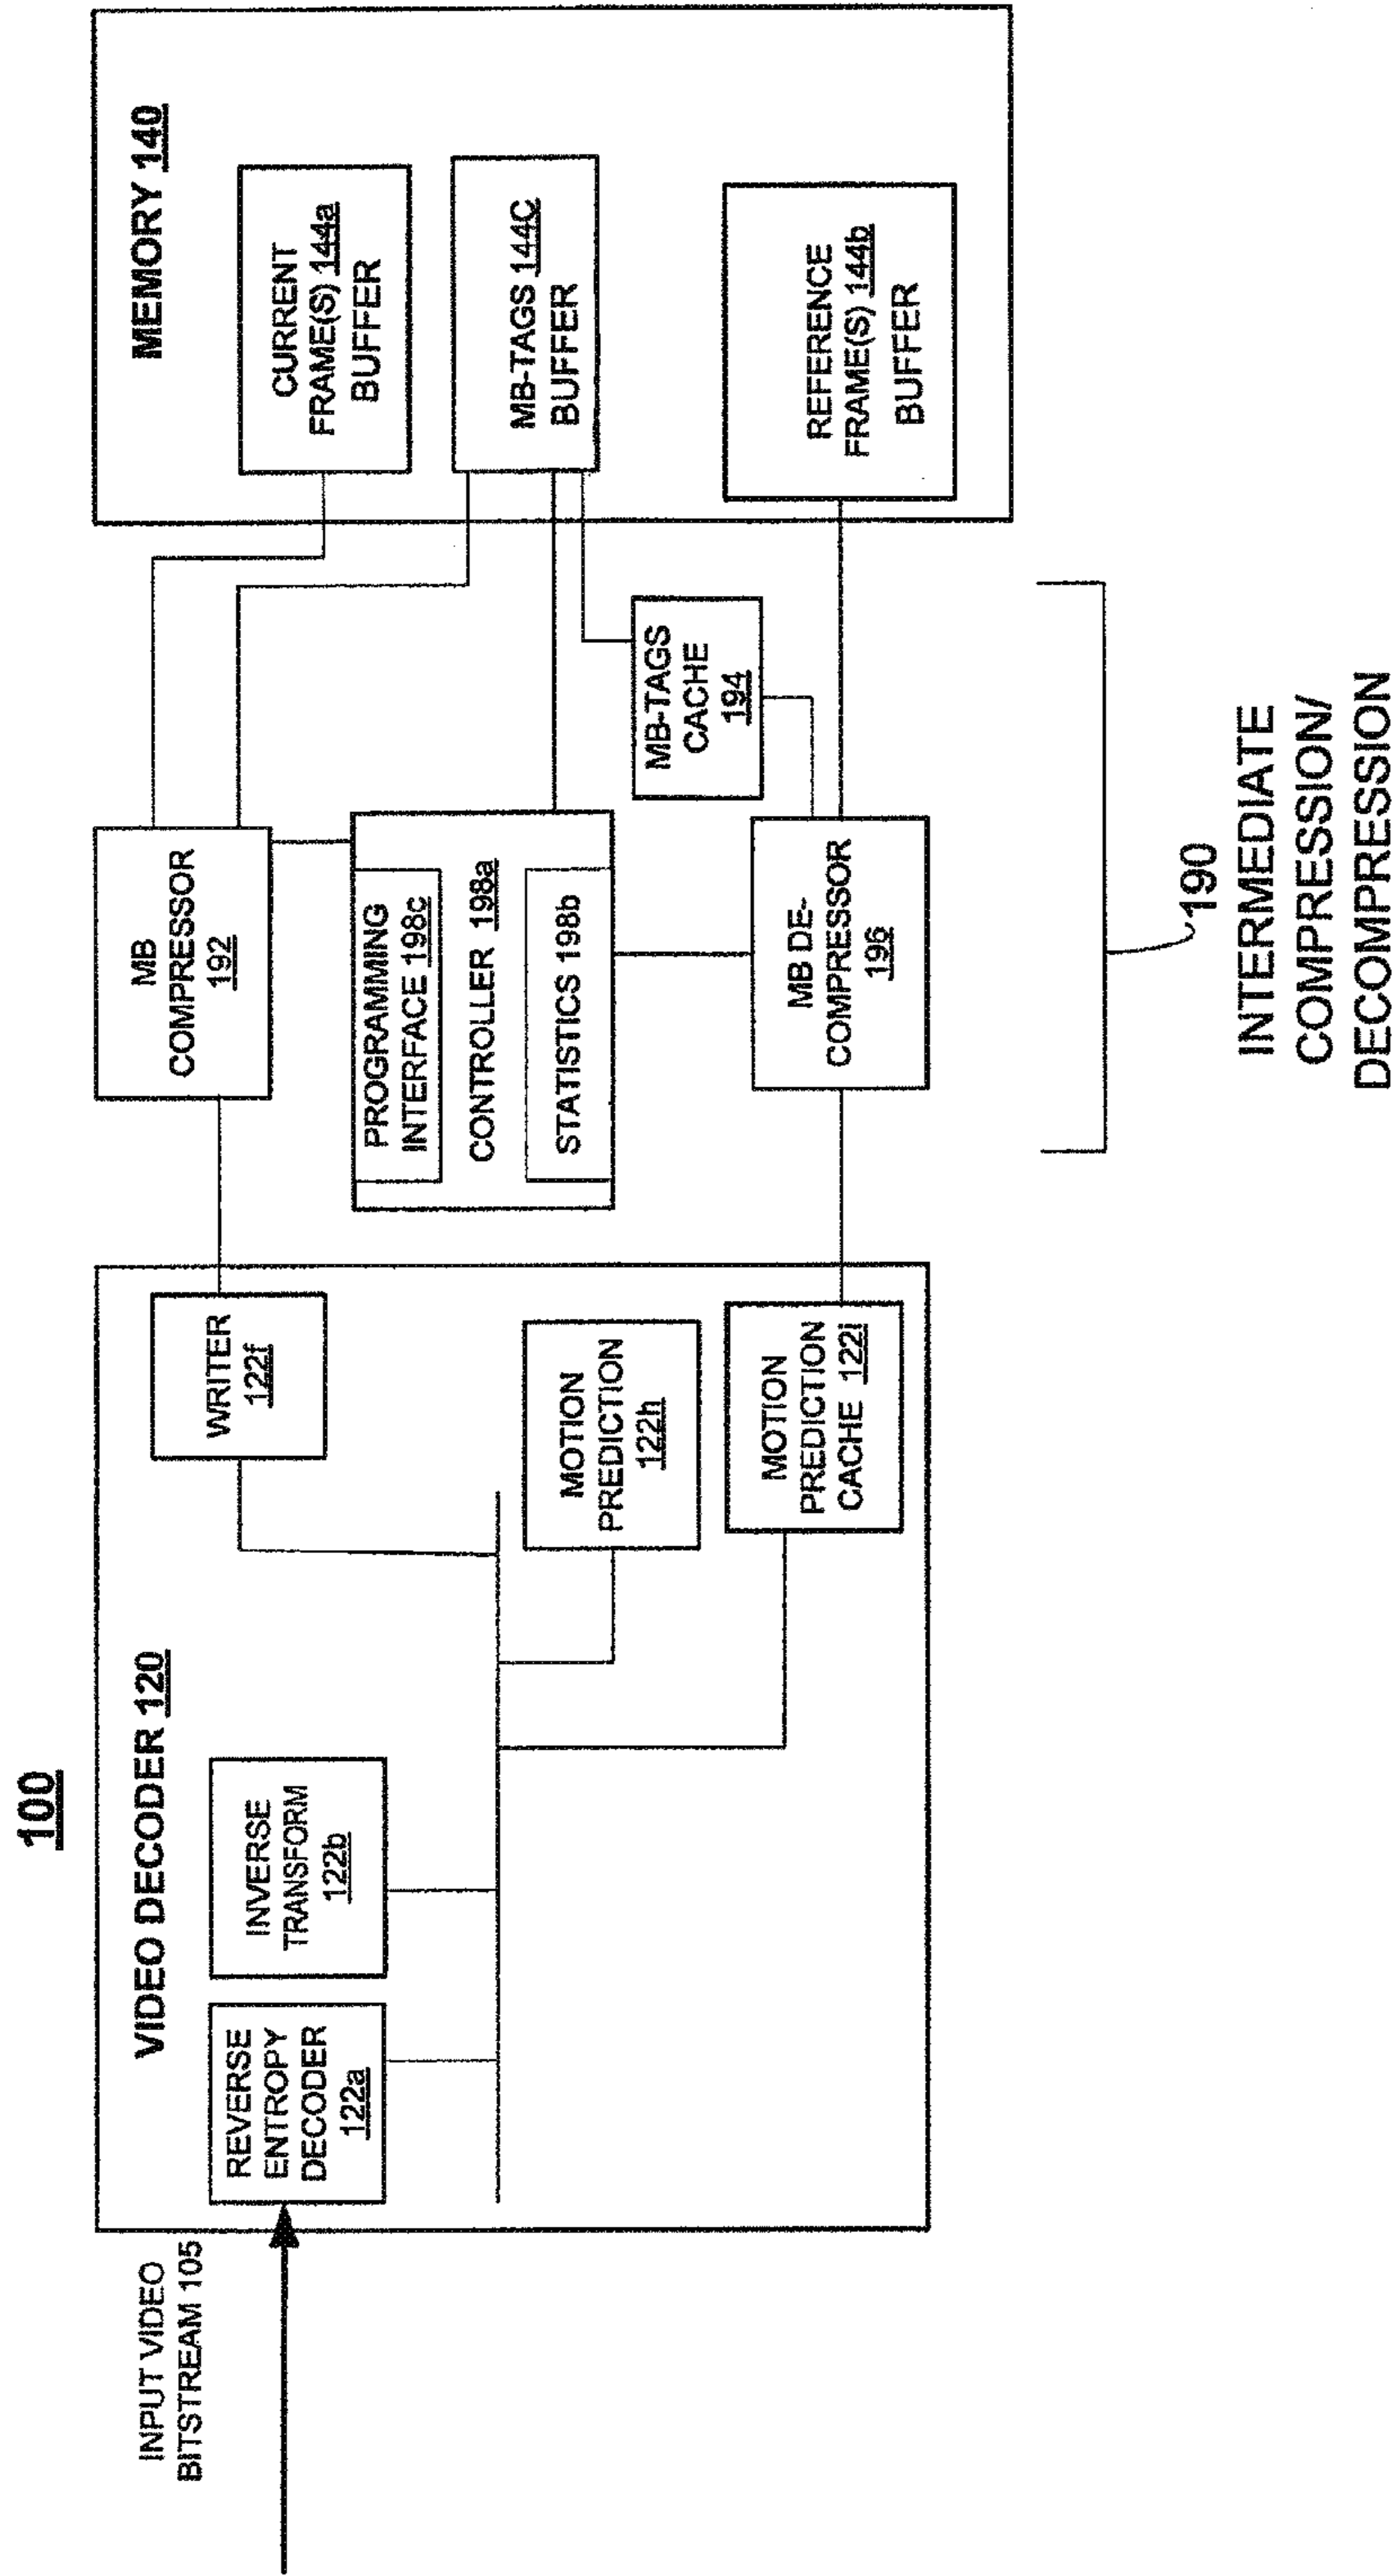 100
INPUT VIDEO
BITSTREAM 105
VIDEO DECODER 120
REVERSE
ENTROPY
DECODER
122a
INVERSE
TRANSFORM
122b
WRITER
122f
MOTION
PREDICTION
122h
MOTION
PREDICTION
CACHE 122i
MB
COMPRESSOR
192
PROGRAMMING
INTERFACE 198c
CONTROLLER 198a
STATISTICS 198b
MB DE-
COMPRESSOR
196
MB-TAGS
CACHE
194
MEMORY 140
CURRENT
FRAME(S) 144a
BUFFER
MB-TAGS 144C
BUFFER
REFERENCE
FRAME(S) 144b
BUFFER
190
INTERMEDIATE
COMPRESSION/
DECOMPRESSION